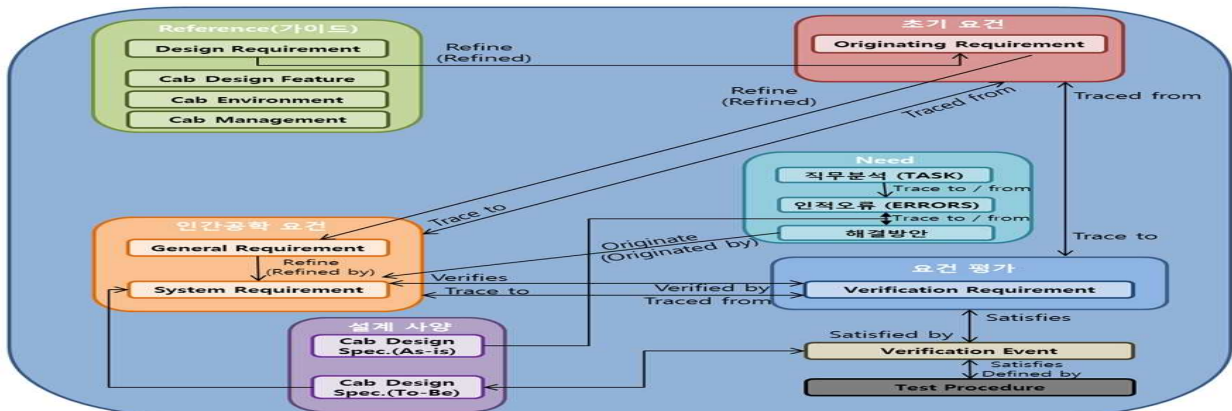 Reference(가이드)
Design Requirement
Cab Design Feature
Cab Environment
Cab Management
Refine
(Refined)
초기 요건
Originating Requirement
Refine
(Refined)
Traced from
Traced from
Trace to
Need
직무분석 (TASK)
Trace to / from
인적오류 (ERRORS)
Trace to / from
해결방안
Originate
(Originated by)
Trace to
인간공학 요건
General Requirement
Refine
(Refined by)
System Requirement
Verifies
Trace to
Verified by
Traced from
요건 평가
Verification Requirement
설계 사양
Cab Design
Spec.(As-is)
Cab Design
Spec.(To-Be)
Satisfies
Satisfied by
Verification Event
Satisfies
Defined by
Test Procedure